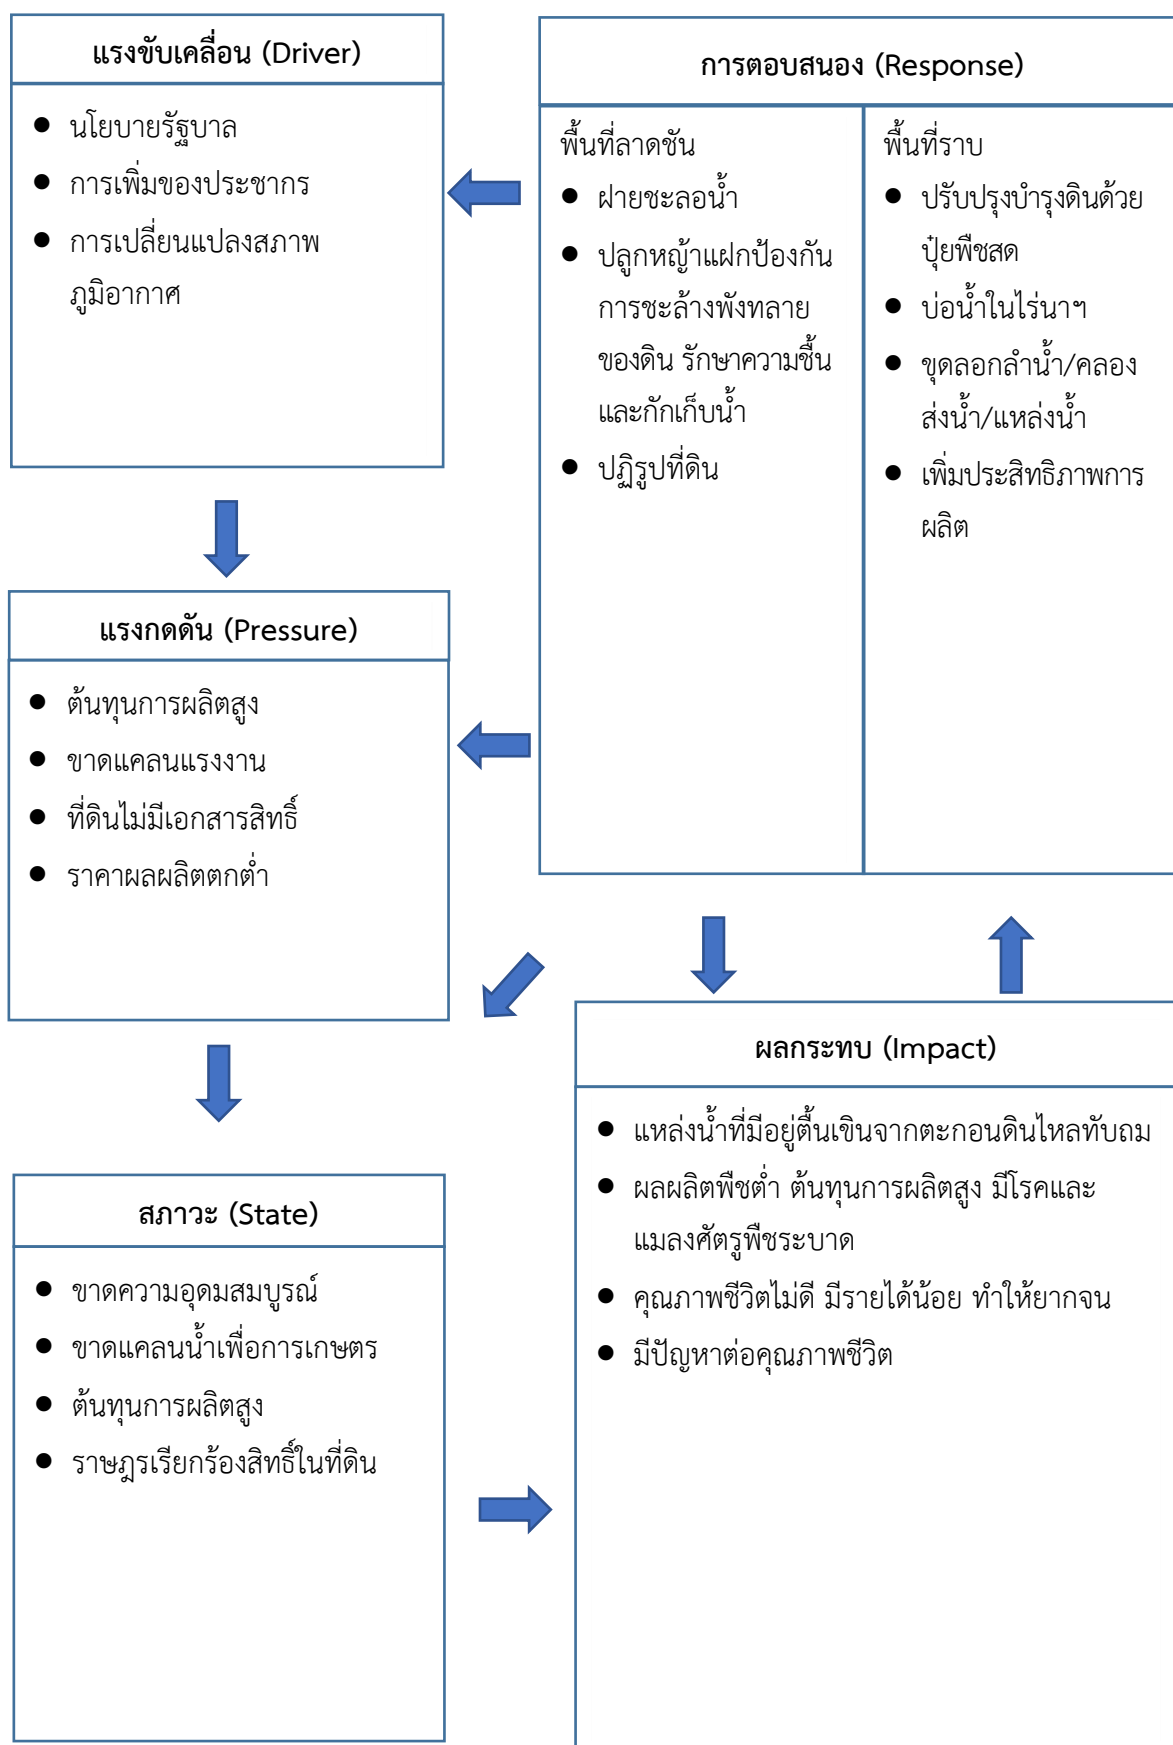 แรงขับเคลื่อน (Driver)
● นโยบายรัฐบาล
● การเพิ่มของประชากร
● การเปลี่ยนแปลงสภาพ
ภูมิอากาศ
การตอบสนอง (Response)
พื้นที่ลาดชัน
● ฝายชะลอน้ำ
● ปลูกหญ้าแฝกป้องกัน
การชะล้างพังทลาย
ของดิน รักษาความชื้น
และกักเก็บน้ำ
● ปฏิรูปที่ดิน
พื้นที่ราบ
● ปรับปรุงบำรุงดินด้วย
ปุ๋ยพืชสด
● บ่อน้ำในไร่นาฯ
● ขุดลอกลำน้ำ/คลอง
ส่งน้ำ/แหล่งน้ำ
● เพิ่มประสิทธิภาพการ
ผลิต
แรงกดดัน (Pressure)
● ต้นทุนการผลิตสูง
● ขาดแคลนแรงงาน
● ที่ดินไม่มีเอกสารสิทธิ์
● ราคาผลผลิตตกต่ำ
สภาวะ (State)
● ขาดความอุดมสมบูรณ์
● ขาดแคลนน้ำเพื่อการเกษตร
● ต้นทุนการผลิตสูง
● ราษฎรเรียกร้องสิทธิ์ในที่ดิน
ผลกระทบ (Impact)
● แหล่งน้ำที่มีอยู่ตื้นเขินจากตะกอนดินไหลทับถม
● ผลผลิตพืชต่ำ ต้นทุนการผลิตสูง มีโรคและ
แมลงศัตรูพืชระบาด
● คุณภาพชีวิตไม่ดี มีรายได้น้อย ทำให้ยากจน
● มีปัญหาต่อคุณภาพชีวิต